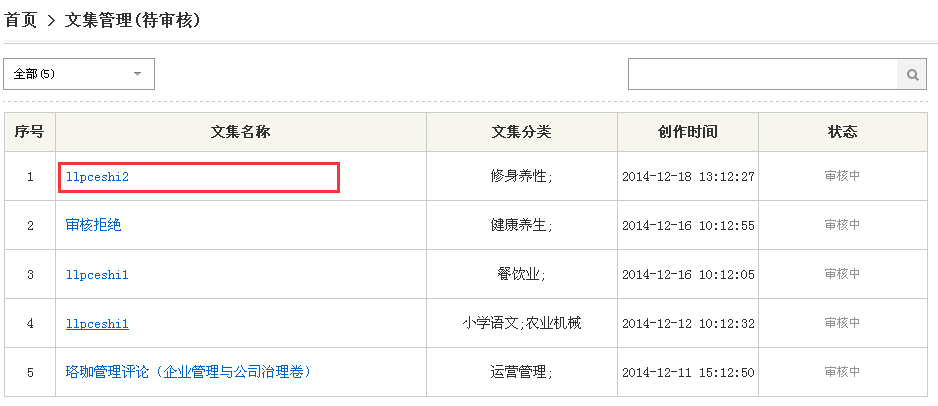 首页 > 文集管理(待审核)
全部(5)
序号 文集名称 文集分类 创作时间 状态
1 llpceshi2 修身养性; 2014-12-18 13:12:27 审核中
2 审核拒绝 健康养生; 2014-12-16 10:12:55 审核中
3 llpceshi1 餐饮业; 2014-12-16 10:12:05 审核中
4 llpceshi1 小学语文;农业机械 2014-12-12 10:12:32 审核中
5 珞珈管理评论（企业管理与公司治理卷） 运营管理; 2014-12-11 15:12:50 审核中